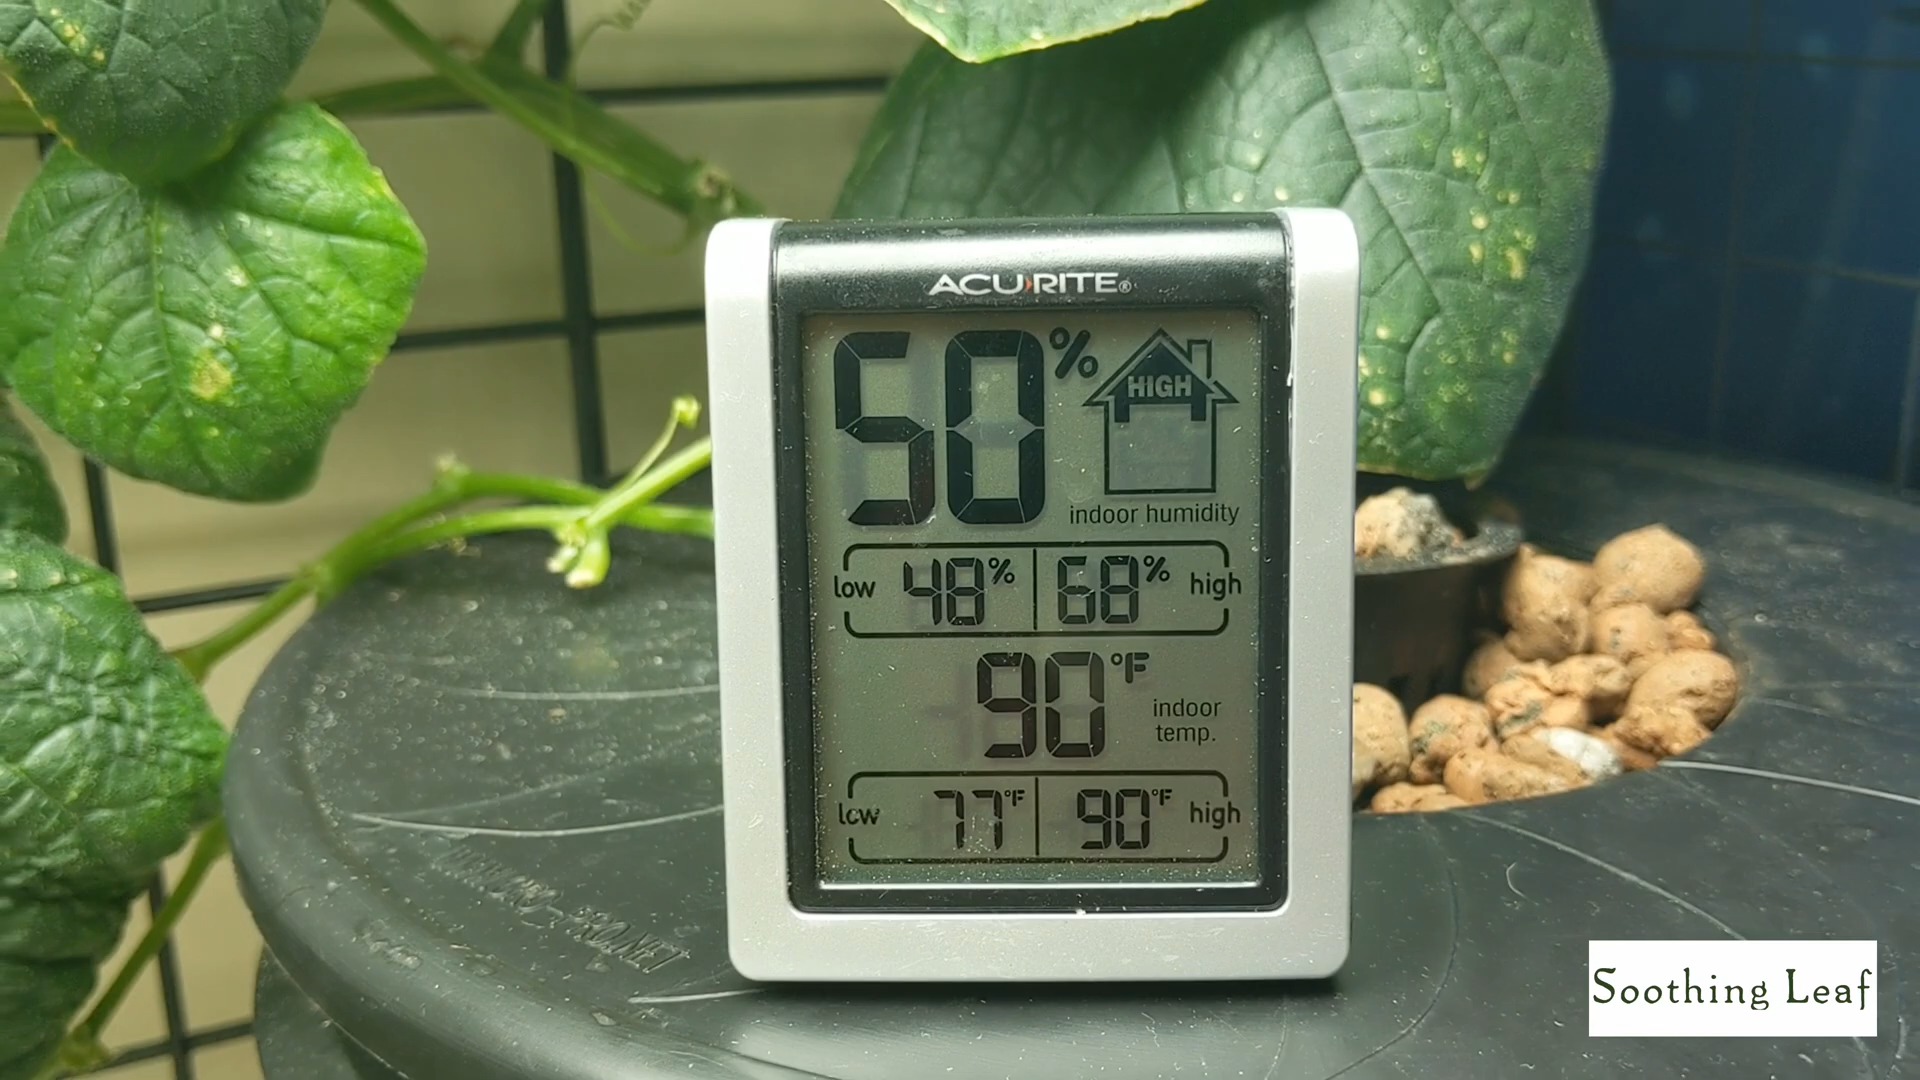 ACURITE®
50%
HIGH
indoor humidity
low 48% 68% high
90°F
indoor temp.
low 77°F 90°F high
Soothing Leaf